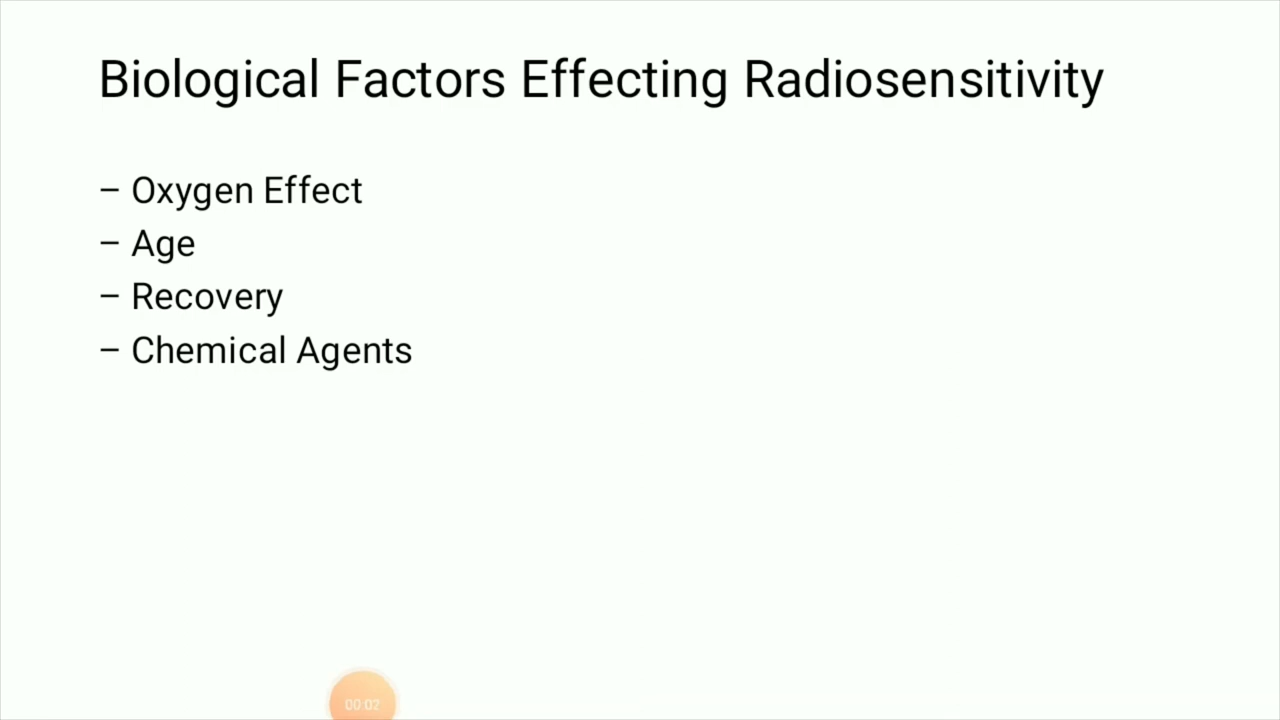 Biological Factors Effecting Radiosensitivity
– Oxygen Effect
– Age
– Recovery
– Chemical Agents
00:02